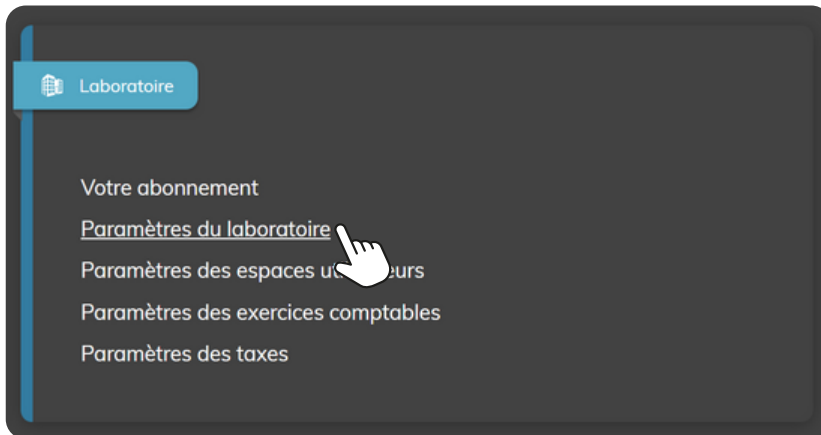 Laboratoire
Votre abonnement
Paramètres du laboratoire
Paramètres des espaces
Paramètres des exercices comptables
Paramètres des taxes